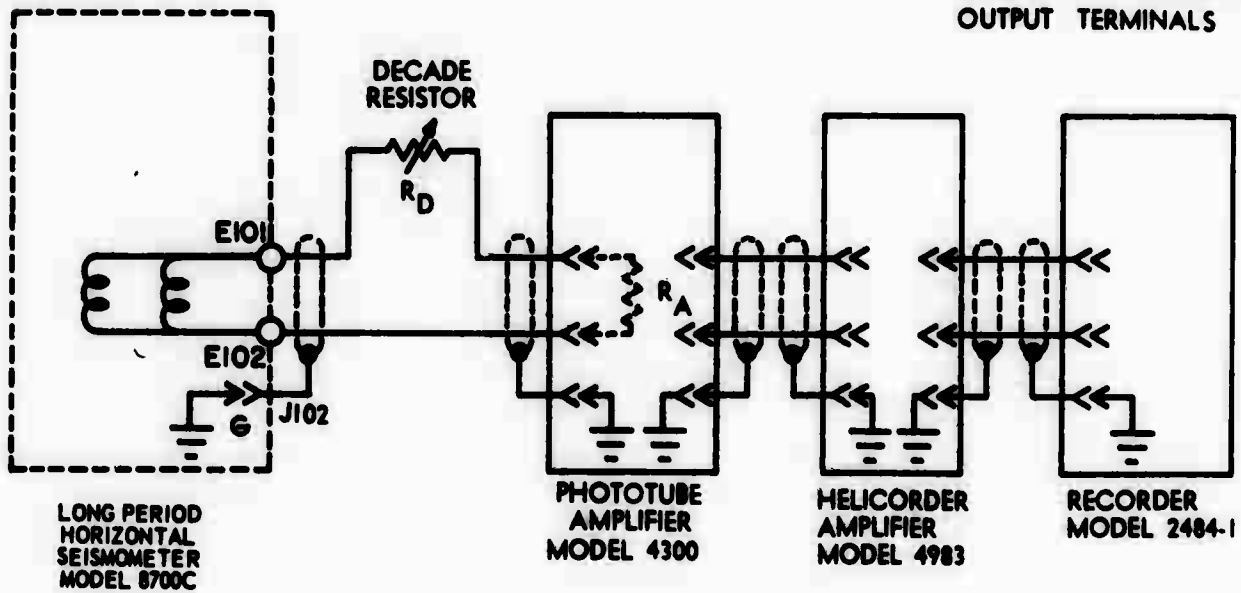 OUTPUT TERMINALS
DECADE
RESISTOR
R D
E101
R A
E102
J102
G
LONG PERIOD
HORIZONTAL
SEISMOMETER
MODEL 8700C
PHOTOTUBE
AMPLIFIER
MODEL 4300
HELICORDER
AMPLIFIER
MODEL 4983
RECORDER
MODEL 2484-1